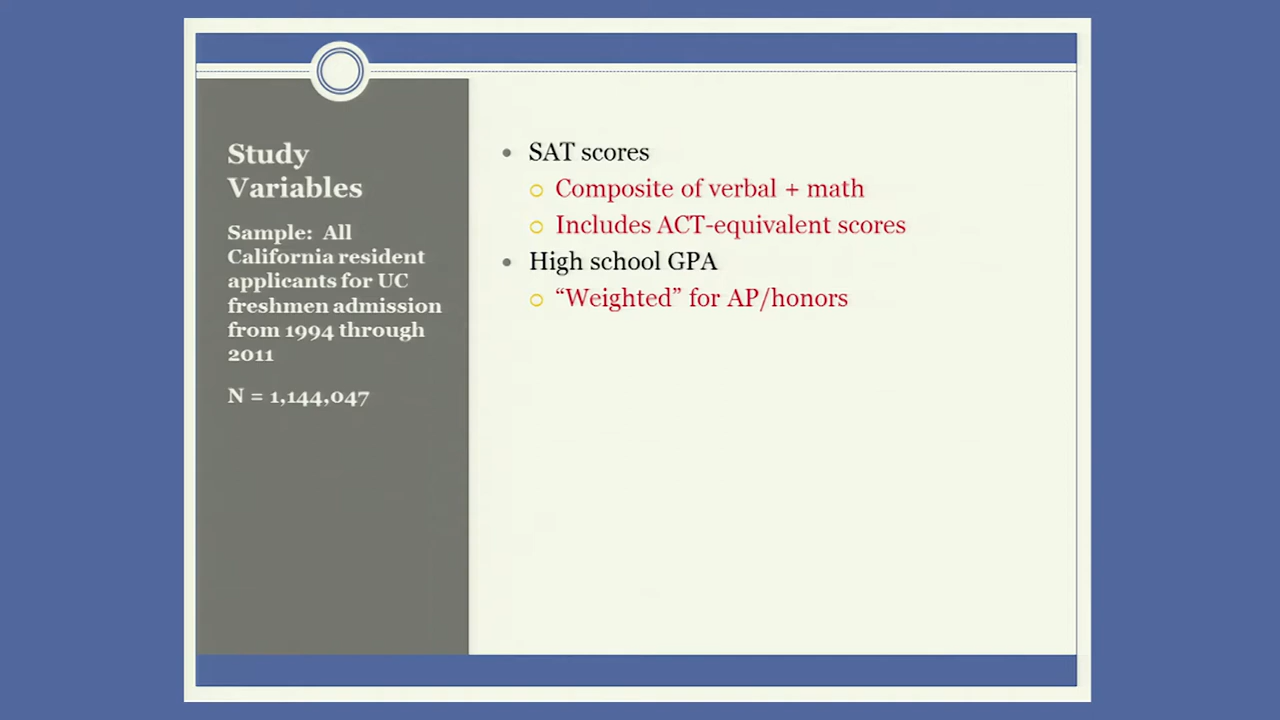 Study
Variables
Sample: All
California resident
applicants for UC
freshmen admission
from 1994 through
2011
N = 1,144,047
SAT scores
Composite of verbal + math
Includes ACT-equivalent scores
High school GPA
“Weighted” for AP/honors